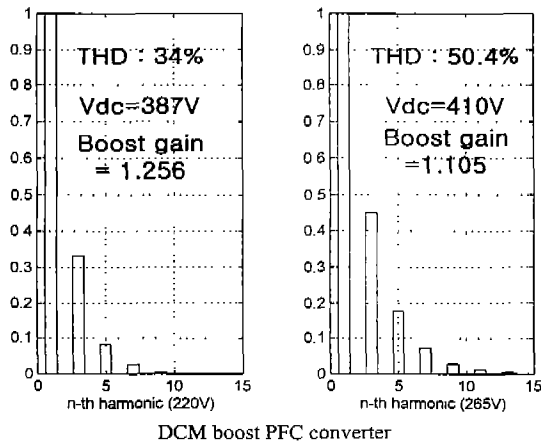 1
0.9
0.8
0.7
0.6
0.5
0.4
0.3
0.2
0.1
0
THD : 34%
Vdc=387V
Boost gain
= 1.256
0 5 10 15
n-th harmonic (220V)
1
0.9
0.8
0.7
0.6
0.5
0.4
0.3
0.2
0.1
0
THD : 50.4%
Vdc=410V
Boost gain
=1.105
0 5 10 15
n-th harmonic (265V)
DCM boost PFC converter